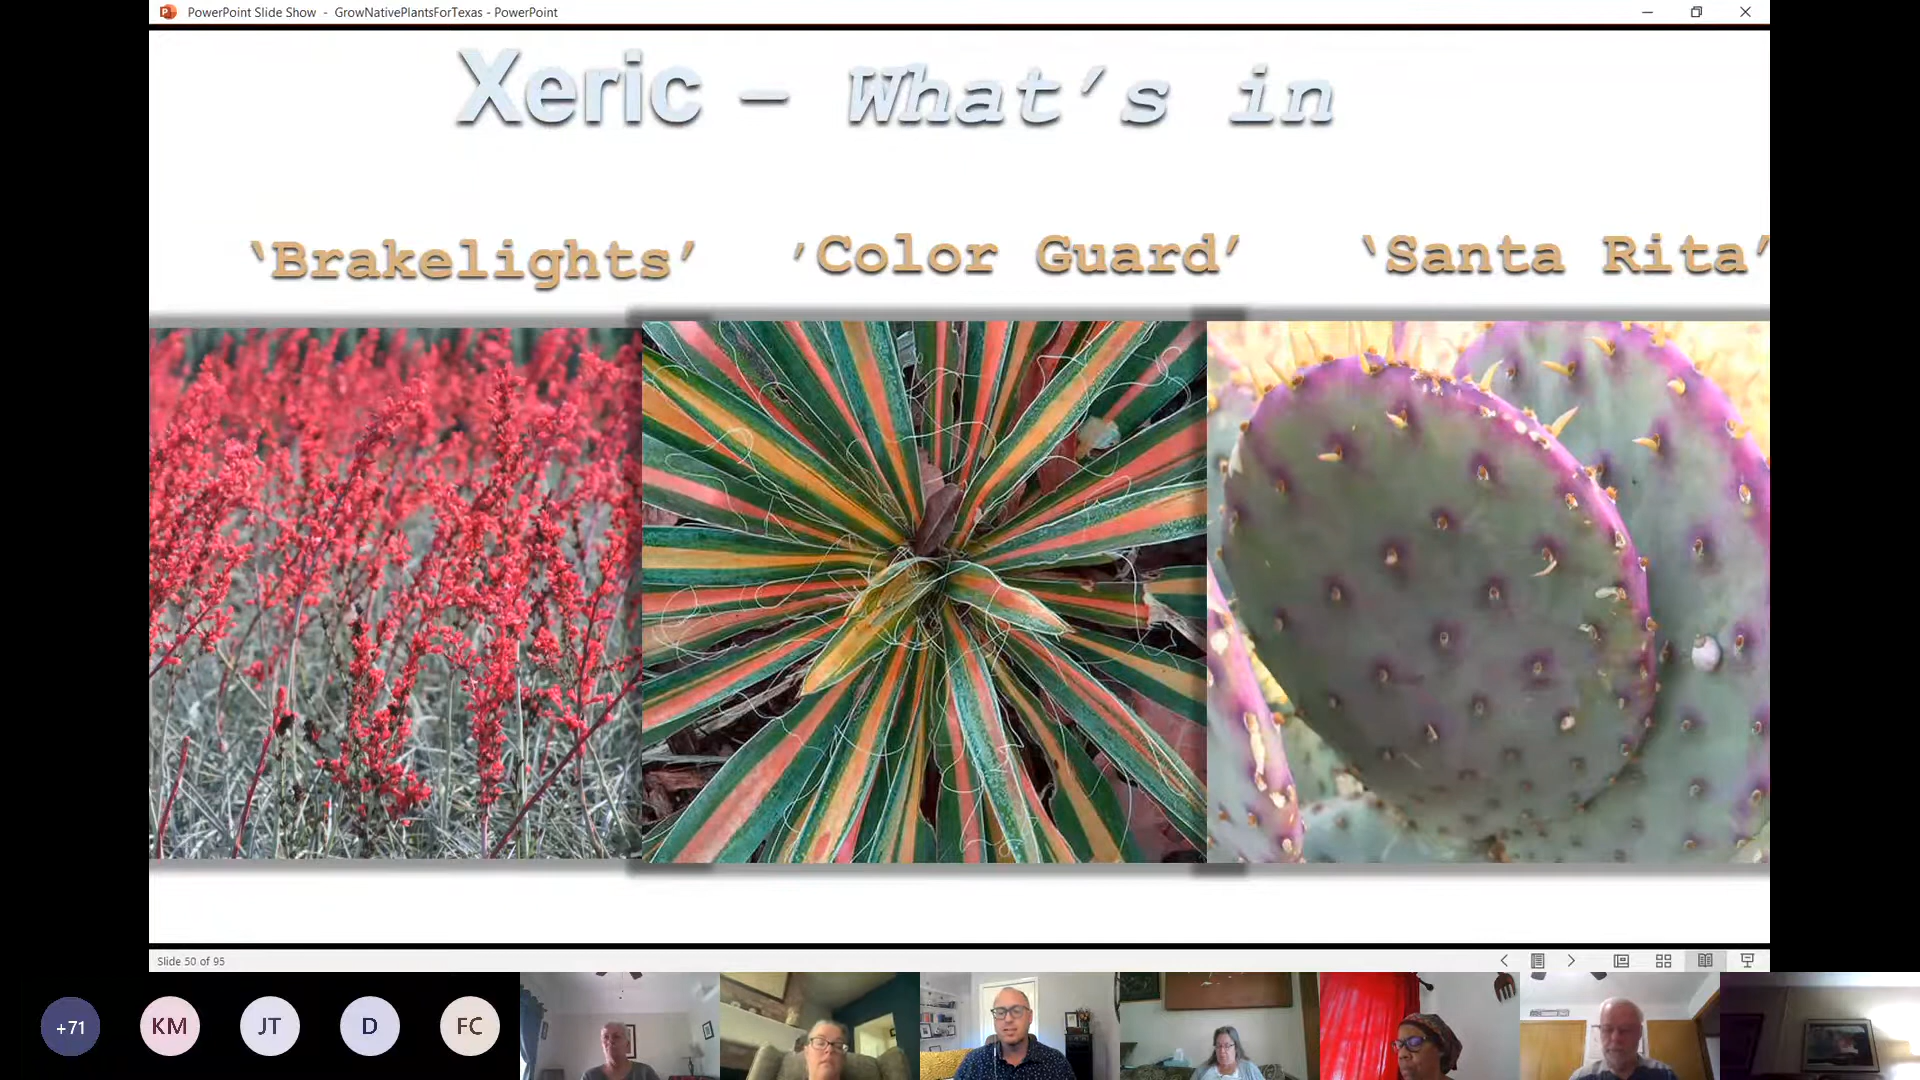 PowerPoint Slide Show - GrowNativePlantsForTexas - PowerPoint
Xeric – What’s in
‘Brakelights’ ’Color Guard’ ‘Santa Rita’
Slide 50 of 95
+71 KM JT D FC